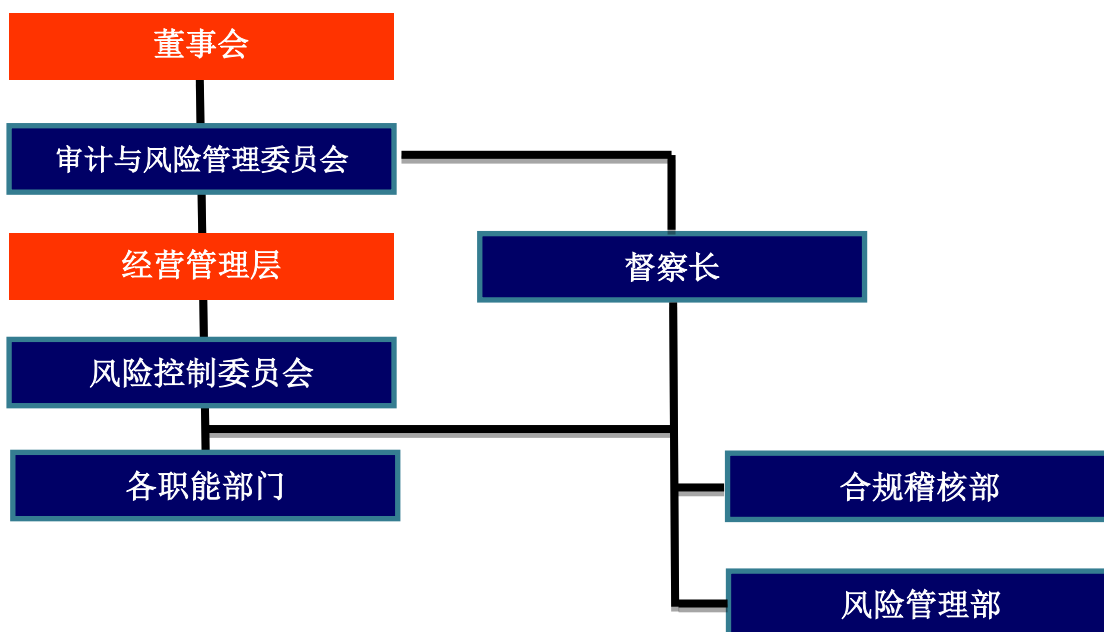 董事会
审计与风险管理委员会
经营管理层
督察长
风险控制委员会
各职能部门
合规稽核部
风险管理部